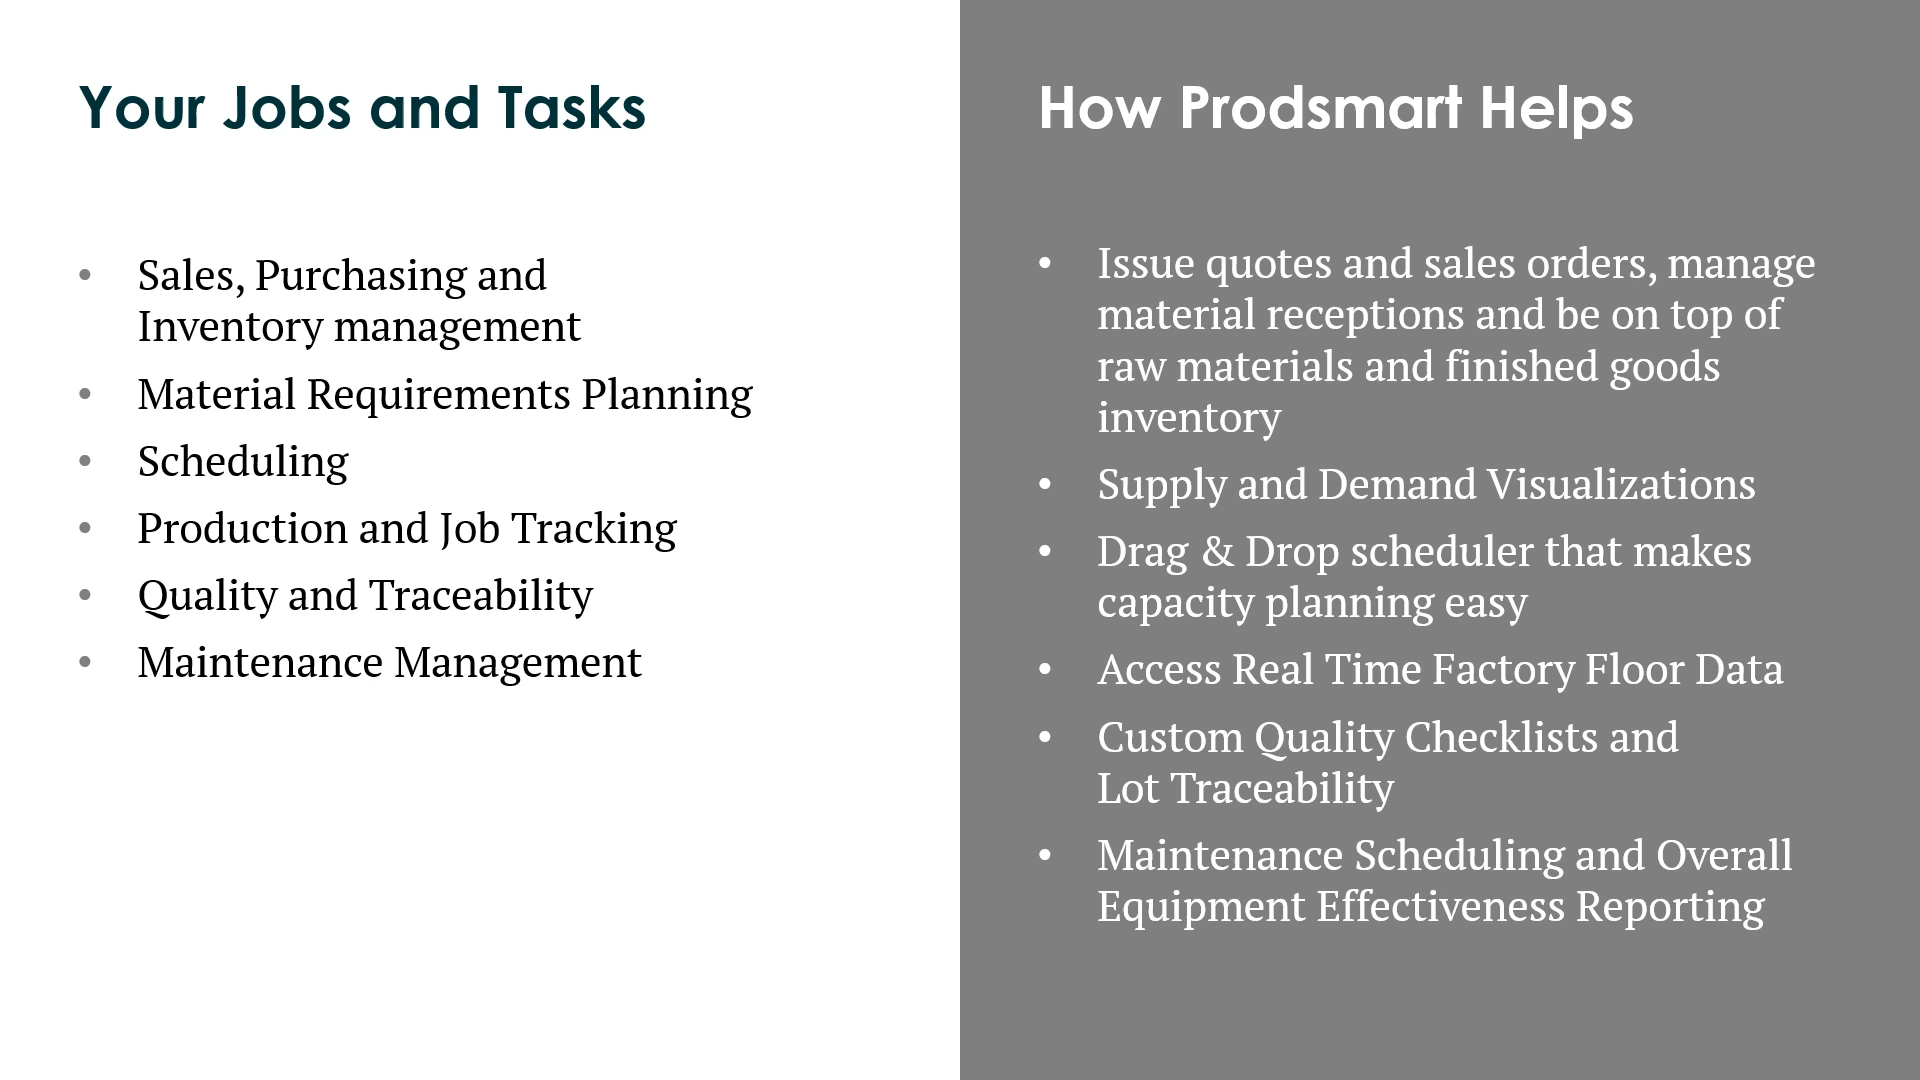 Your Jobs and Tasks
• Sales, Purchasing and
Inventory management
• Material Requirements Planning
• Scheduling
• Production and Job Tracking
• Quality and Traceability
• Maintenance Management
How Prodsmart Helps
• Issue quotes and sales orders, manage
material receptions and be on top of
raw materials and finished goods
inventory
• Supply and Demand Visualizations
• Drag & Drop scheduler that makes
capacity planning easy
• Access Real Time Factory Floor Data
• Custom Quality Checklists and
Lot Traceability
• Maintenance Scheduling and Overall
Equipment Effectiveness Reporting